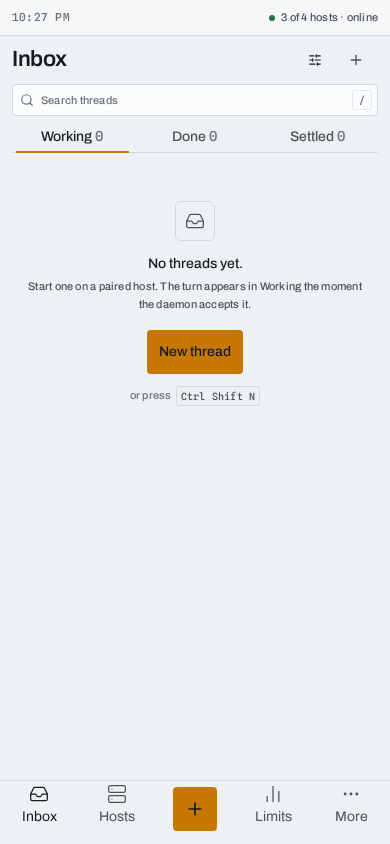 10:27 PM
3 of 4 hosts · online
Inbox
Search threads
/
Working 0
Done 0
Settled 0
No threads yet.
Start one on a paired host. The turn appears in Working the moment
the daemon accepts it.
New thread
or press Ctrl Shift N
Inbox
Hosts
Limits
More